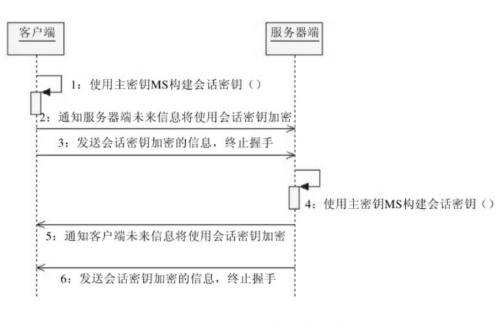 客户端
服务器端
1：使用主密钥MS构建会话密钥()
2：通知服务器端未来信息将使用会话密钥加密
3：发送会话密钥加密的信息，终止握手
4：使用主密钥MS构建会话密钥()
5：通知客户端未来信息将使用会话密钥加密
6：发送会话密钥加密的信息，终止握手